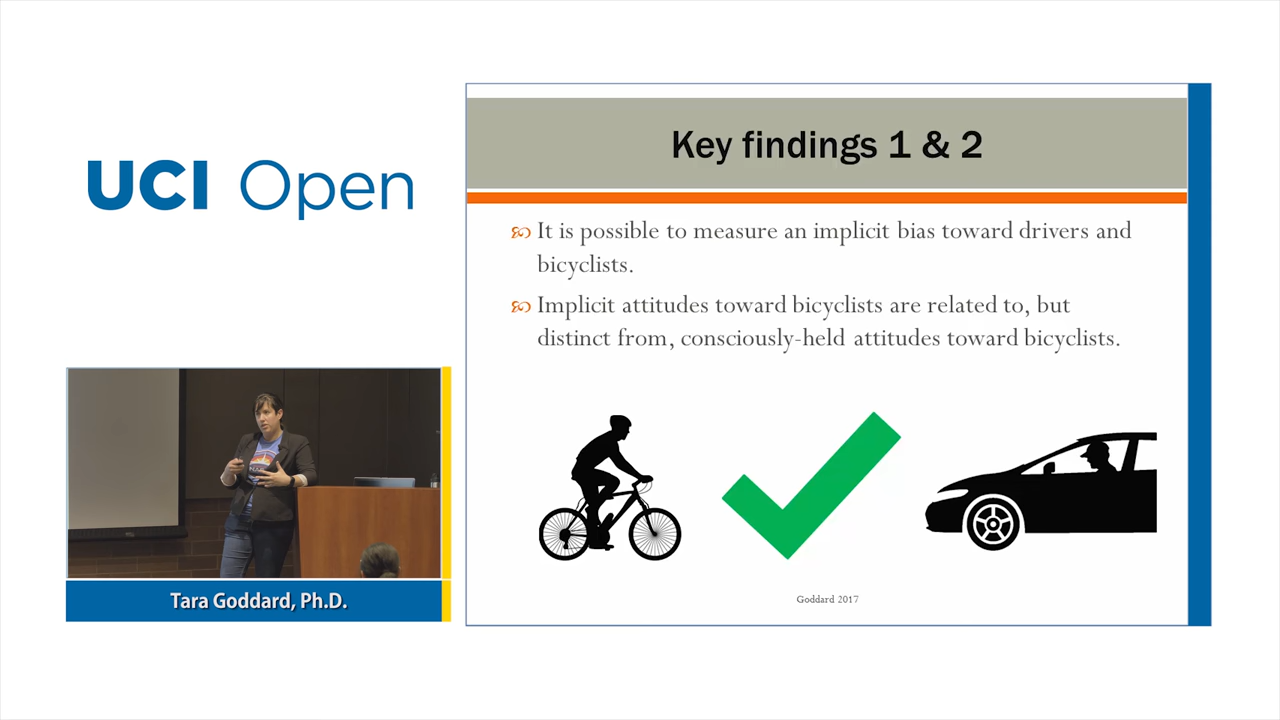 UCI Open
Key findings 1 & 2
It is possible to measure an implicit bias toward drivers and
bicyclists.
Implicit attitudes toward bicyclists are related to, but
distinct from, consciously-held attitudes toward bicyclists.
Goddard 2017
Tara Goddard, Ph.D.